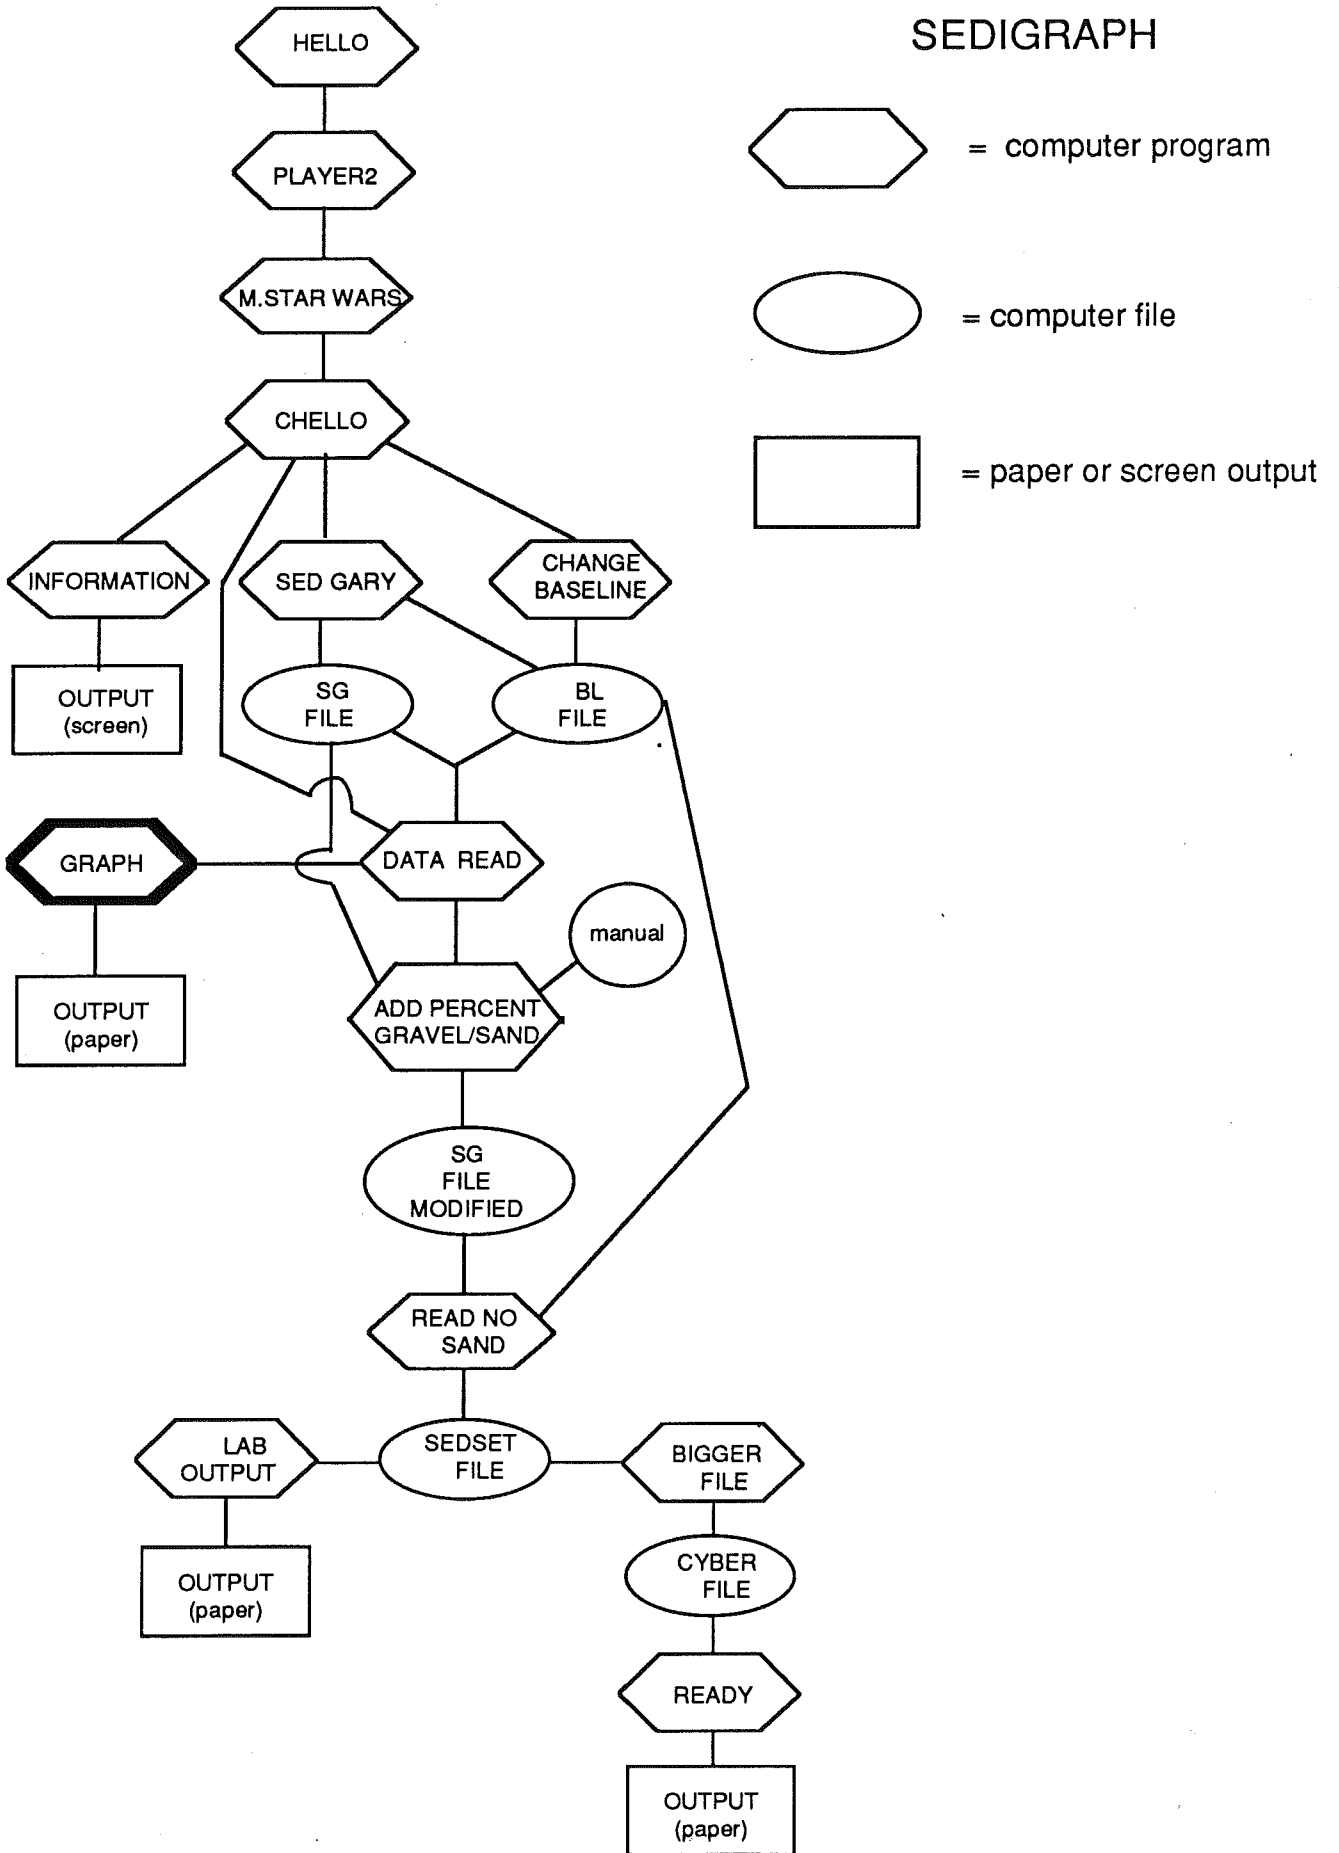 SEDIGRAPH
HELLO
= computer program
PLAYER2
M.STAR WARS
= computer file
CHELLO
= paper or screen output
INFORMATION
SED GARY
CHANGE
BASELINE
OUTPUT
(screen)
SG
FILE
BL
FILE
GRAPH
DATA READ
manual
OUTPUT
(paper)
ADD PERCENT
GRAVEL/SAND
SG
FILE
MODIFIED
READ NO
SAND
LAB
OUTPUT
SEDSET
FILE
BIGGER
FILE
OUTPUT
(paper)
CYBER
FILE
READY
OUTPUT
(paper)